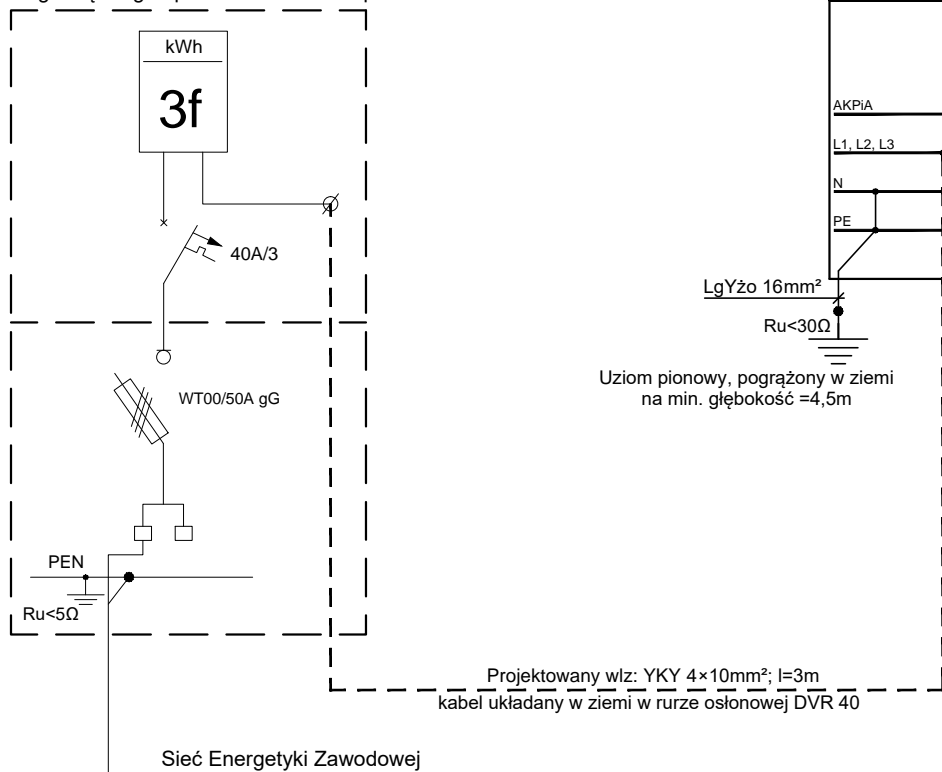 kWh
3f
40A/3
WT00/50A gG
PEN
Ru<5Ω
AKPiA
L1, L2, L3
N
PE
LgYżo 16mm²
Ru<30Ω
Uziom pionowy, pogrążony w ziemi
na min. głębokość =4,5m
Projektowany wlz: YKY 4×10mm²; l=3m
kabel układany w ziemi w rurze osłonowej DVR 40
Sieć Energetyki Zawodowej